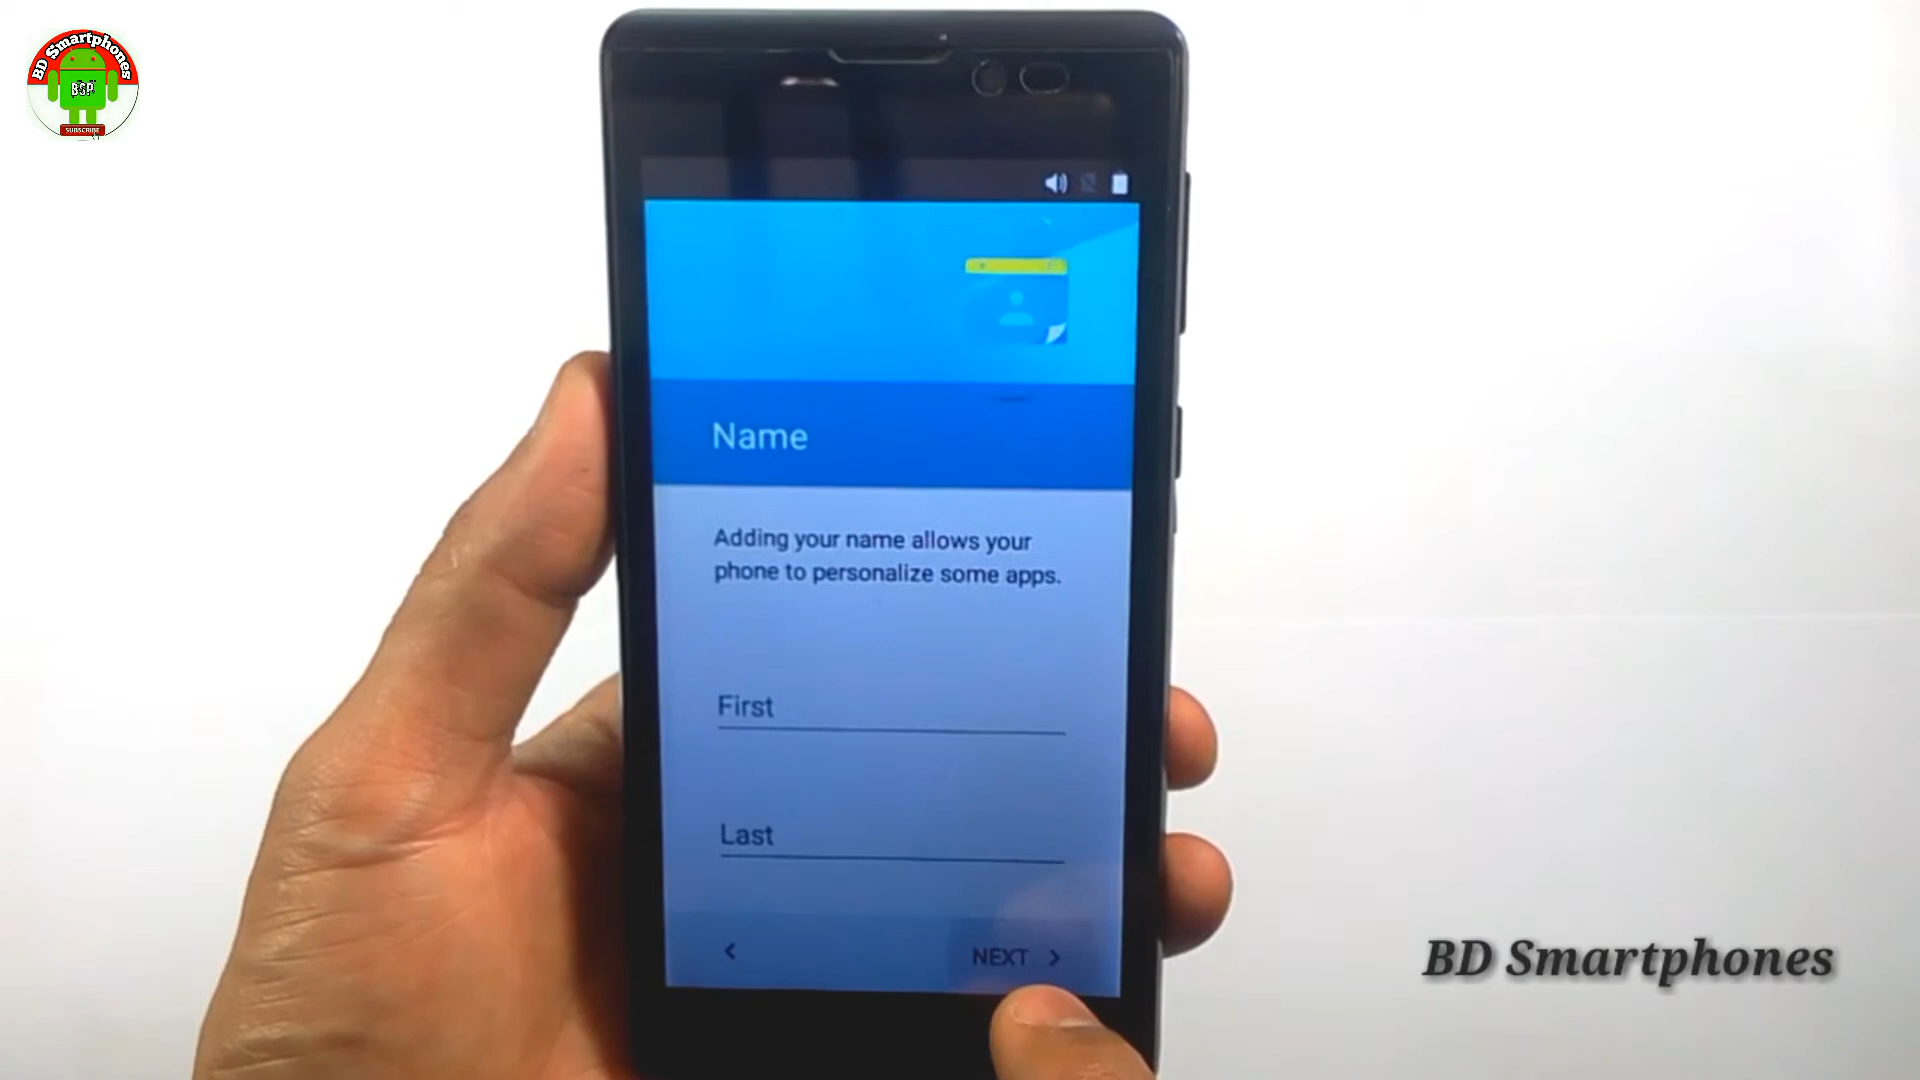 BD Smartphones
BSP
SUBSCRIBE
Name
Adding your name allows your
phone to personalize some apps.
First
Last
NEXT
BD Smartphones